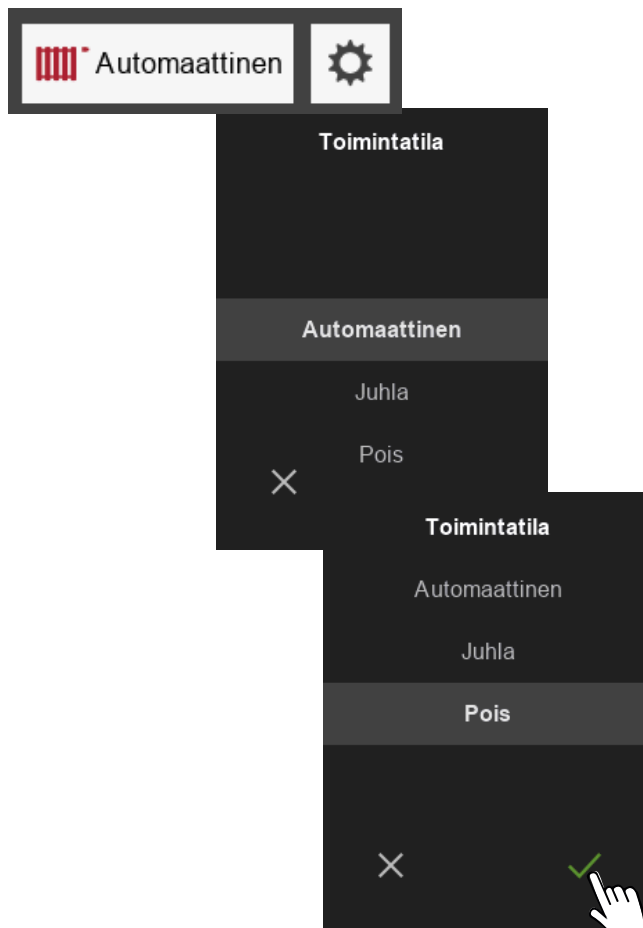 Automaattinen
Toimintatila
Automaattinen
Juhla
Pois
Toimintatila
Automaattinen
Juhla
Pois